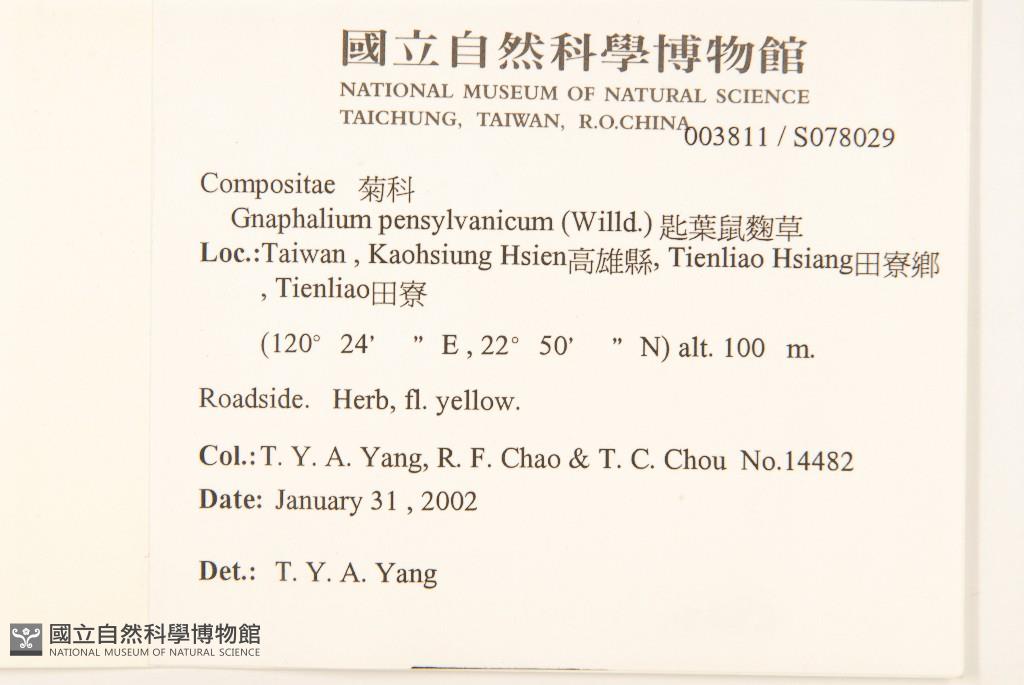 國立自然科學博物館
NATIONAL MUSEUM OF NATURAL SCIENCE
TAICHUNG, TAIWAN, R.O.CHINA
003811 / S078029
Compositae 菊科
Gnaphalium pensylvanicum (Willd.) 匙葉鼠麴草
Loc.:Taiwan , Kaohsiung Hsien高雄縣, Tienliao Hsiang田寮鄉
, Tienliao田寮
(120° 24' " E , 22° 50' " N) alt. 100 m.
Roadside. Herb, fl. yellow.
Col.:T. Y. A. Yang, R. F. Chao & T. C. Chou No.14482
Date: January 31 , 2002
Det.: T. Y. A. Yang
國立自然科學博物館
NATIONAL MUSEUM OF NATURAL SCIENCE